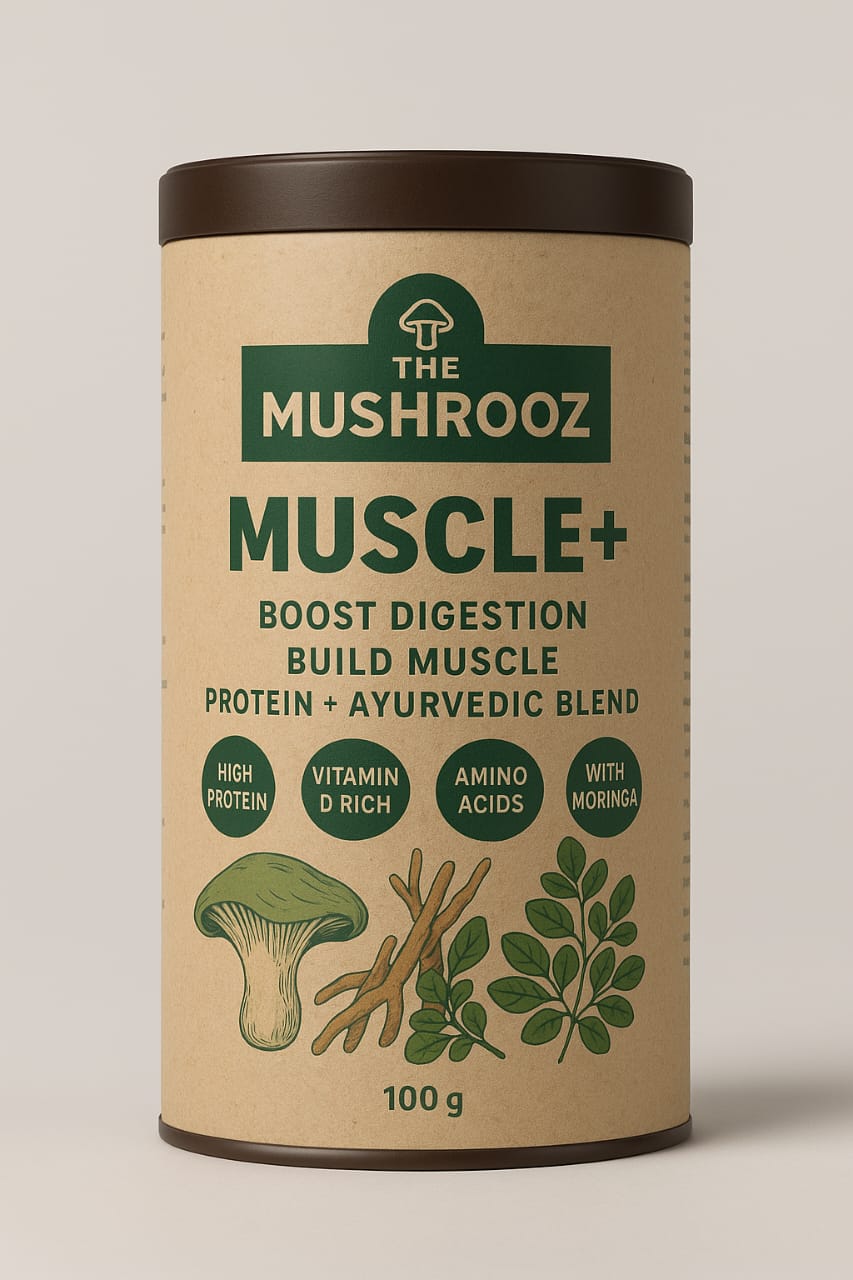 THE
MUSHROOZ
MUSCLE+
BOOST DIGESTION
BUILD MUSCLE
PROTEIN + AYURVEDIC BLEND
HIGH
PROTEIN
VITAMIN
D RICH
AMINO
ACIDS
WITH
MORINGA
100 g